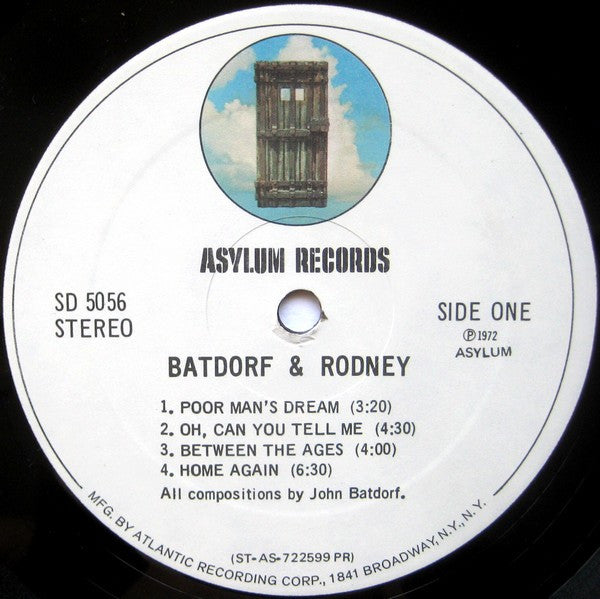 ASYLUM RECORDS
SD 5056
STEREO
SIDE ONE
℗ 1972
ASYLUM
BATDORF & RODNEY
1. POOR MAN'S DREAM (3:20)
2. OH, CAN YOU TELL ME (4:30)
3. BETWEEN THE AGES (4:00)
4. HOME AGAIN (6:30)
All compositions by John Batdorf.
(ST-AS-722599 PR)
MFG. BY ATLANTIC RECORDING CORP., 1841 BROADWAY, N.Y., N.Y.